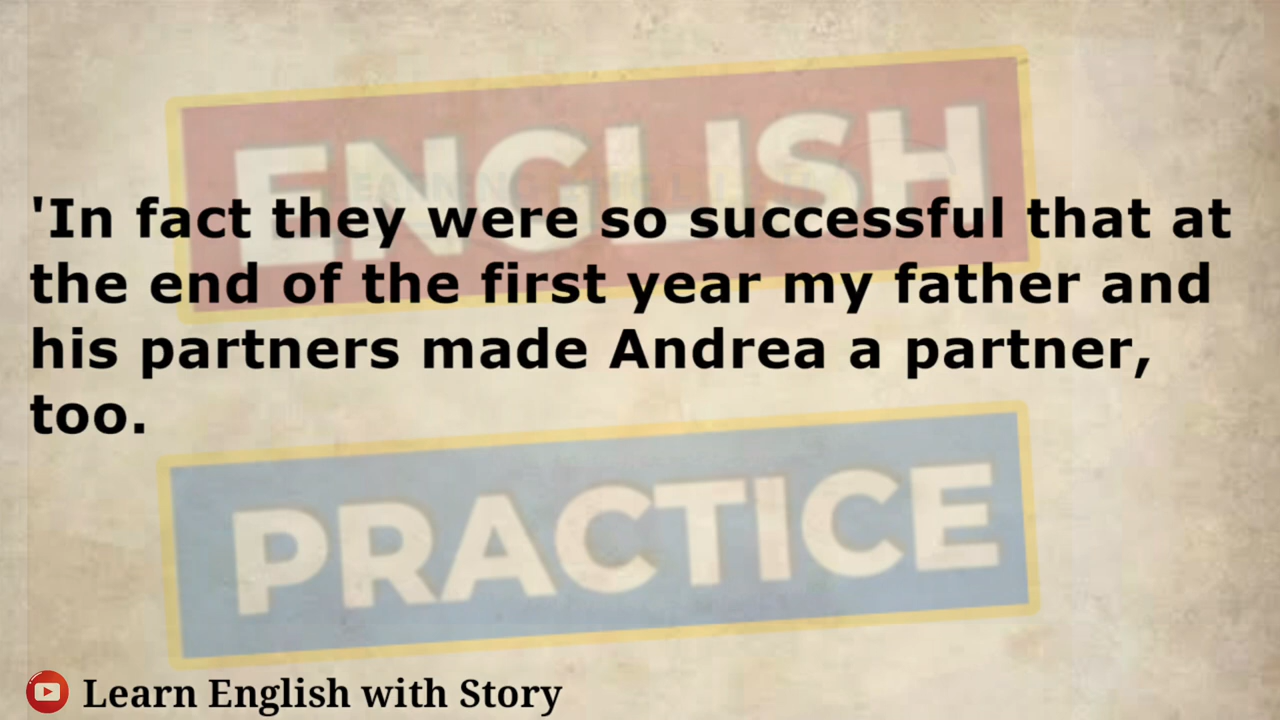 ENGLISH
'In fact they were so successful that at
the end of the first year my father and
his partners made Andrea a partner,
too.
PRACTICE
Learn English with Story